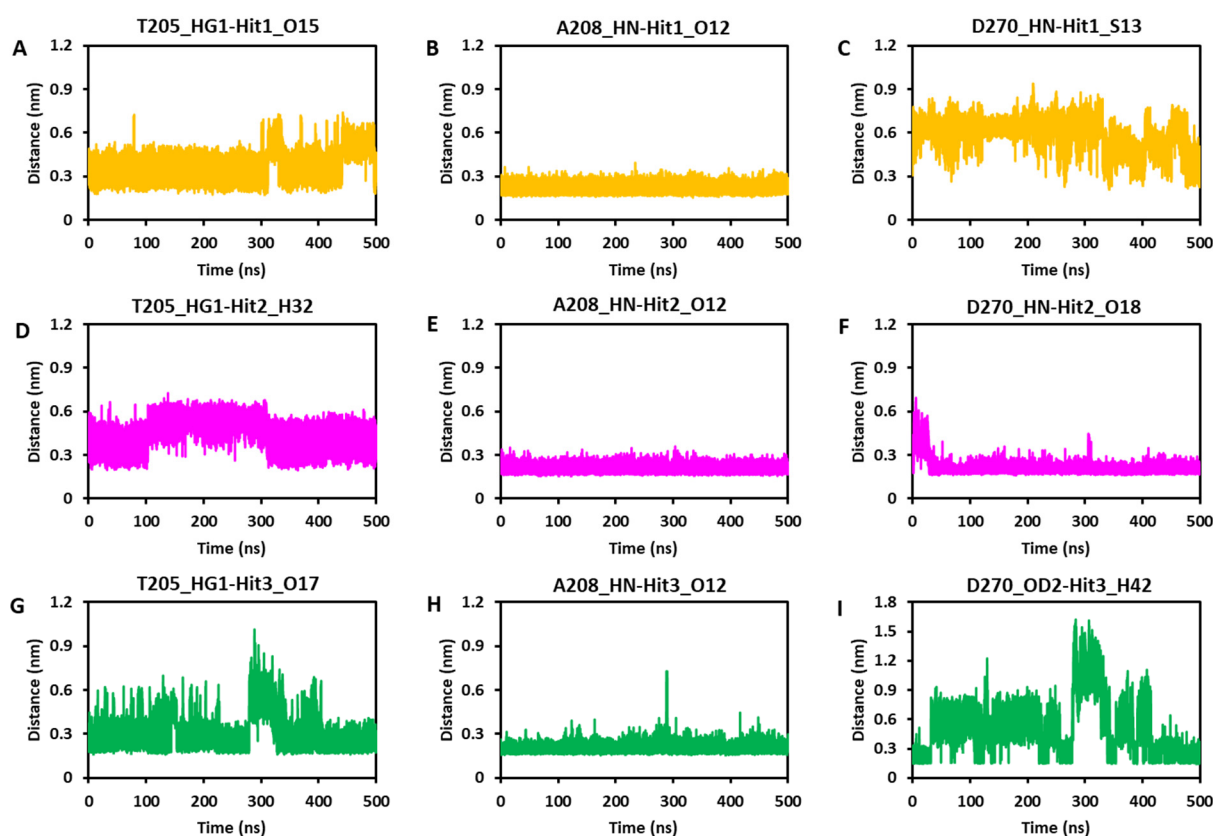 A
T205_HG1-Hit1_O15
Distance (nm)
1.2
0.9
0.6
0.3
0
0 100 200 300 400 500
Time (ns)
B
A208_HN-Hit1_O12
Distance (nm)
1.2
0.9
0.6
0.3
0
0 100 200 300 400 500
Time (ns)
C
D270_HN-Hit1_S13
Distance (nm)
1.2
0.9
0.6
0.3
0
0 100 200 300 400 500
Time (ns)
D
T205_HG1-Hit2_H32
Distance (nm)
1.2
0.9
0.6
0.3
0
0 100 200 300 400 500
Time (ns)
E
A208_HN-Hit2_O12
Distance (nm)
1.2
0.9
0.6
0.3
0
0 100 200 300 400 500
Time (ns)
F
D270_HN-Hit2_O18
Distance (nm)
1.2
0.9
0.6
0.3
0
0 100 200 300 400 500
Time (ns)
G
T205_HG1-Hit3_O17
Distance (nm)
1.2
0.9
0.6
0.3
0
0 100 200 300 400 500
Time (ns)
H
A208_HN-Hit3_O12
Distance (nm)
1.2
0.9
0.6
0.3
0
0 100 200 300 400 500
Time (ns)
I
D270_OD2-Hit3_H42
Distance (nm)
1.8
1.5
1.2
0.9
0.6
0.3
0
0 100 200 300 400 500
Time (ns)